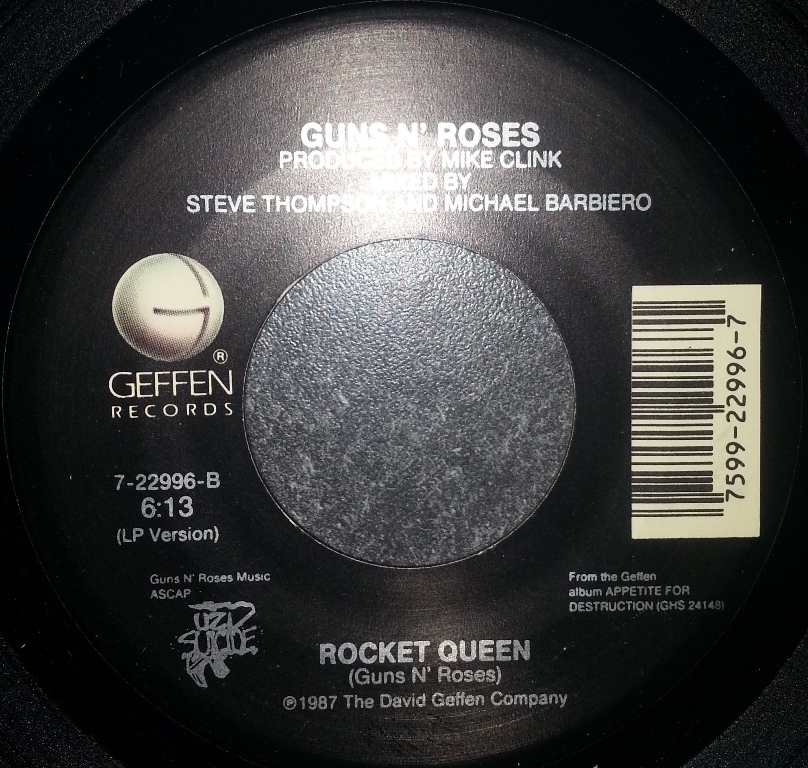 GUNS N' ROSES
PRODUCED BY MIKE CLINK
MIXED BY
STEVE THOMPSON AND MICHAEL BARBIERO
®
GEFFEN
RECORDS
7-22996-B
6:13
(LP Version)
7599-22996-7
Guns N' Roses Music
ASCAP
UZI
SUICIDE
From the Geffen
album APPETITE FOR
DESTRUCTION (GHS 24148)
ROCKET QUEEN
(Guns N' Roses)
℗1987 The David Geffen Company